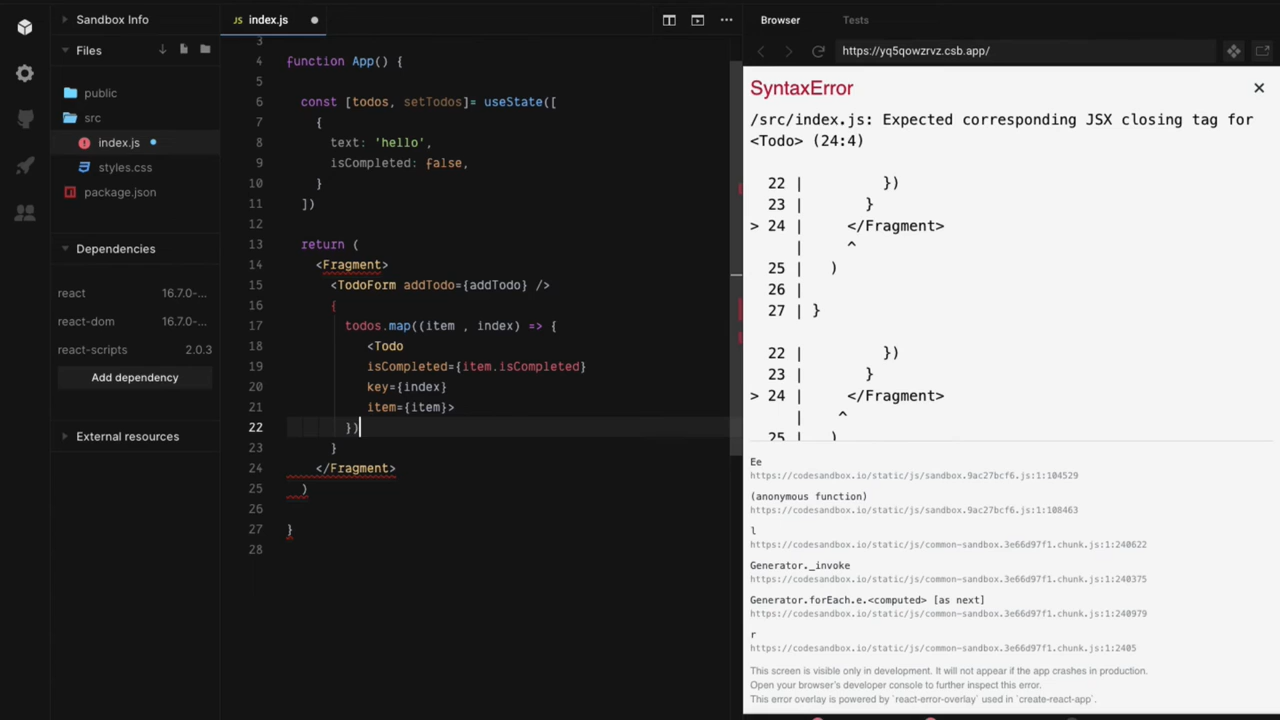 Sandbox Info
Files
public
src
index.js
styles.css
package.json
Dependencies
react 16.7.0-...
react-dom 16.7.0-...
react-scripts 2.0.3
Add dependency
External resources
JS index.js
3
4 function App() {
5
6 const [todos, setTodos]= useState([
7 {
8 text: 'hello',
9 isCompleted: false,
10 }
11 ])
12
13 return (
14 <Fragment>
15 <TodoForm addTodo={addTodo} />
16 {
17 todos.map((item , index) => {
18 <Todo
19 isCompleted={item.isCompleted}
20 key={index}
21 item={item}>
22 })
23 }
24 </Fragment>
25 )
26
27 }
28
Browser Tests
https://yq5qowzrvz.csb.app/
SyntaxError
/src/index.js: Expected corresponding JSX closing tag for
<Todo> (24:4)
22 | })
23 | }
> 24 | </Fragment>
| ^
25 | )
26 |
27 | }
22 | })
23 | }
> 24 | </Fragment>
| ^
25 | )
Ee
https://codesandbox.io/static/js/sandbox.9ac27bcf6.js:1:104529
(anonymous function)
https://codesandbox.io/static/js/sandbox.9ac27bcf6.js:1:108463
l
https://codesandbox.io/static/js/common-sandbox.3e66d97f1.chunk.js:1:240622
Generator._invoke
https://codesandbox.io/static/js/common-sandbox.3e66d97f1.chunk.js:1:240375
Generator.forEach.e.<computed> [as next]
https://codesandbox.io/static/js/common-sandbox.3e66d97f1.chunk.js:1:240979
r
https://codesandbox.io/static/js/common-sandbox.3e66d97f1.chunk.js:1:2405
This screen is visible only in development. It will not appear if the app crashes in production.
Open your browser's developer console to further inspect this error.
This error overlay is powered by `react-error-overlay` used in `create-react-app`.